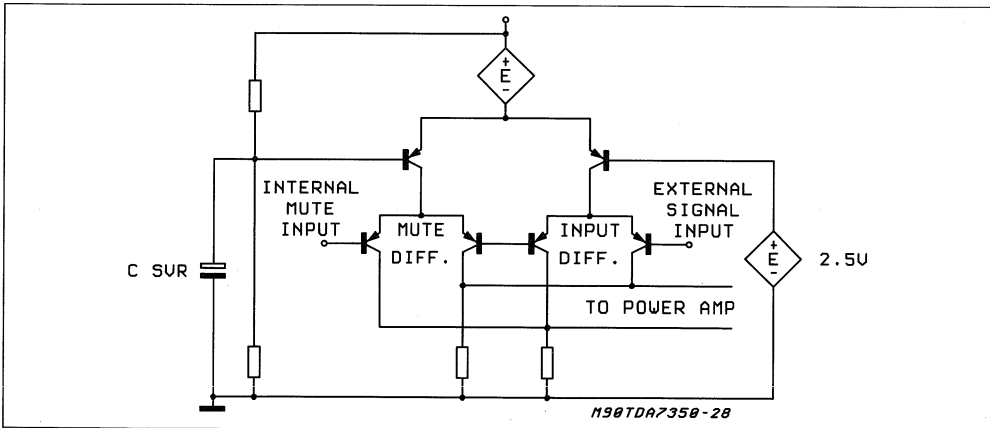 +
E
-
INTERNAL
MUTE
INPUT
MUTE
DIFF.
INPUT
DIFF.
EXTERNAL
SIGNAL
INPUT
+
E
-
2.5V
C SVR
TO POWER AMP
M90TDA7350-28